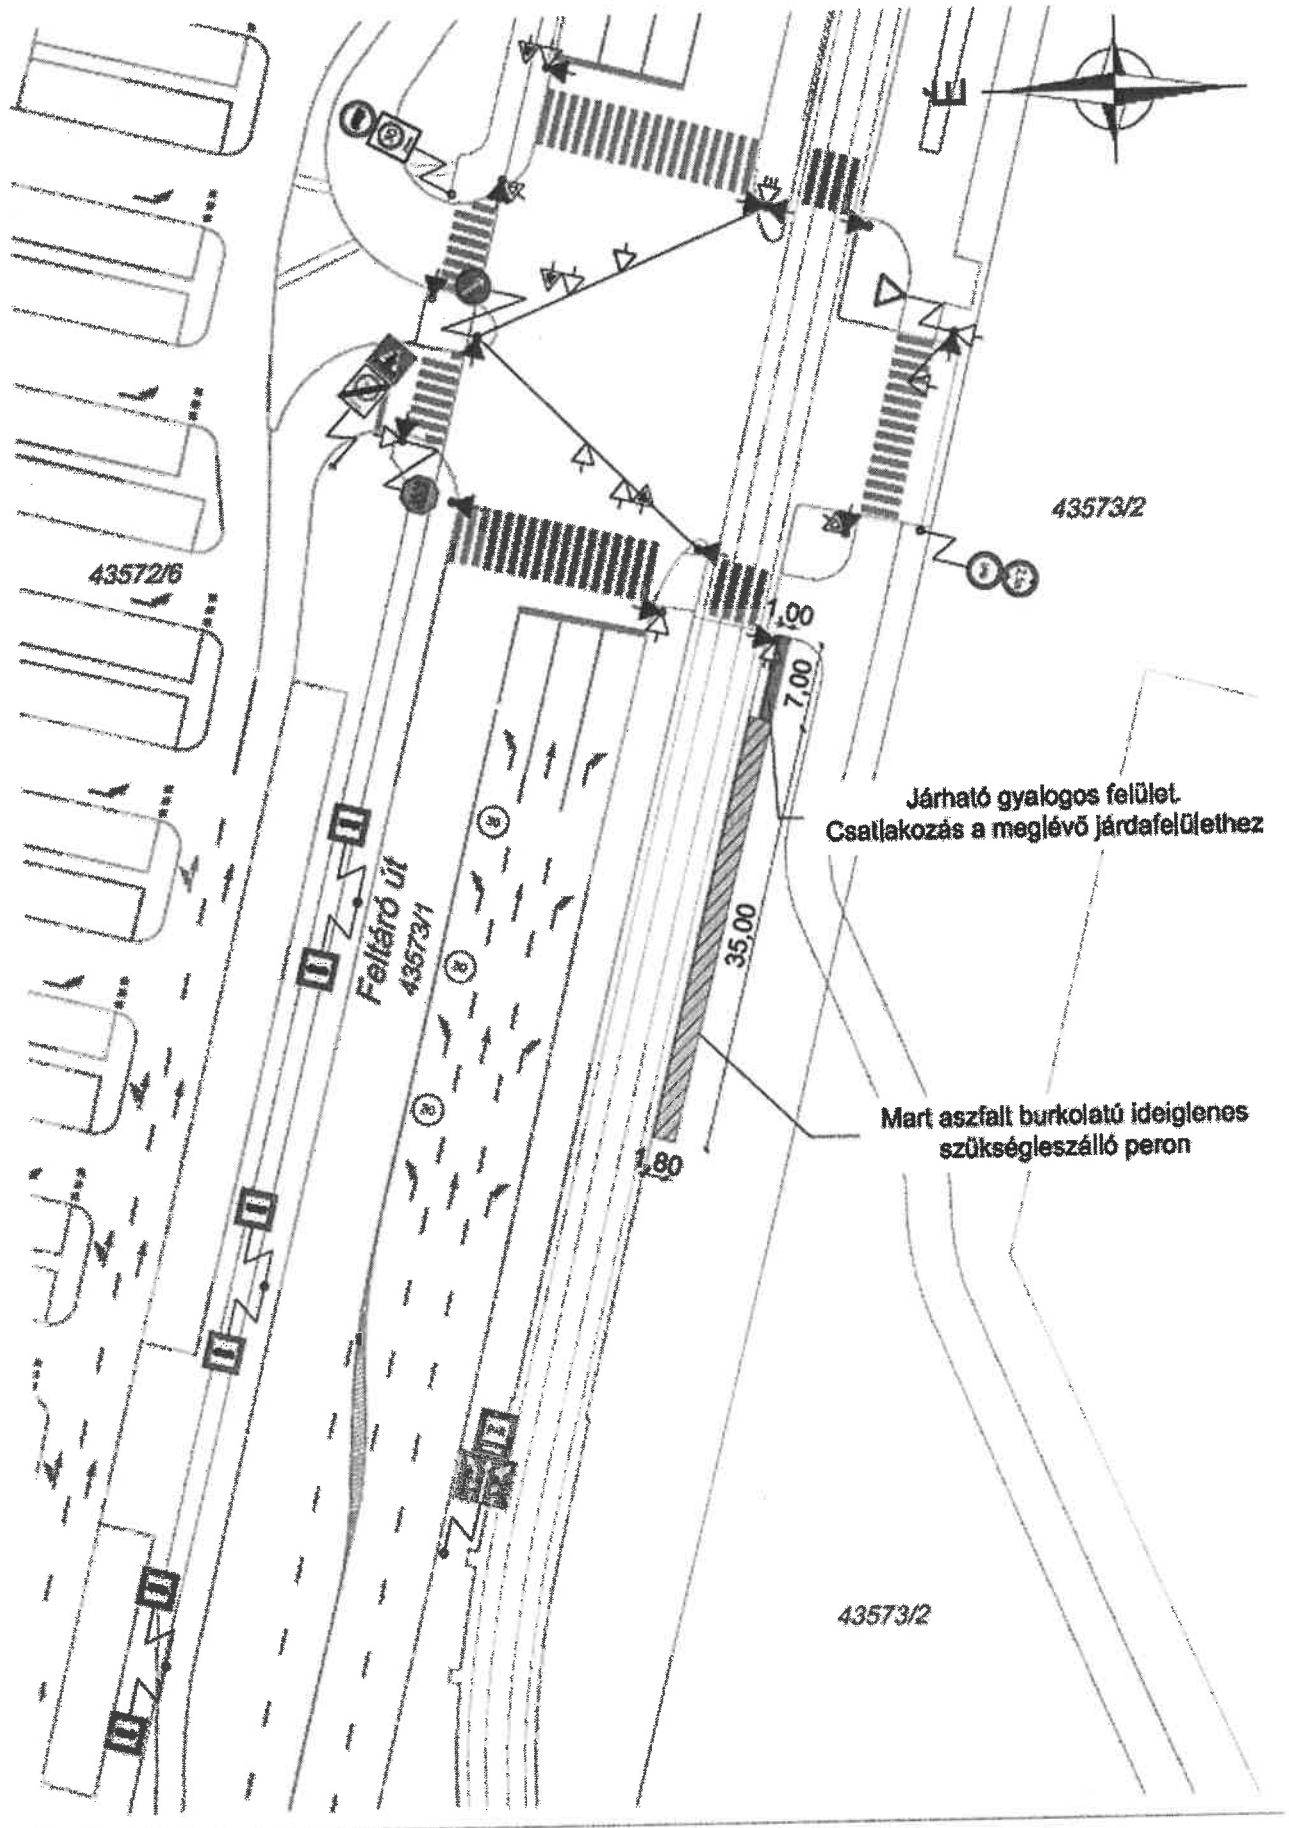 É
43573/2
43572/6
1,00
7,00
Járható gyalogos felület.
Csatlakozás a meglévő járdafelülethez
Feltáró út
43573/1
35,00
Mart aszfalt burkolatú ideiglenes
szükségleszálló peron
1,80
43573/2